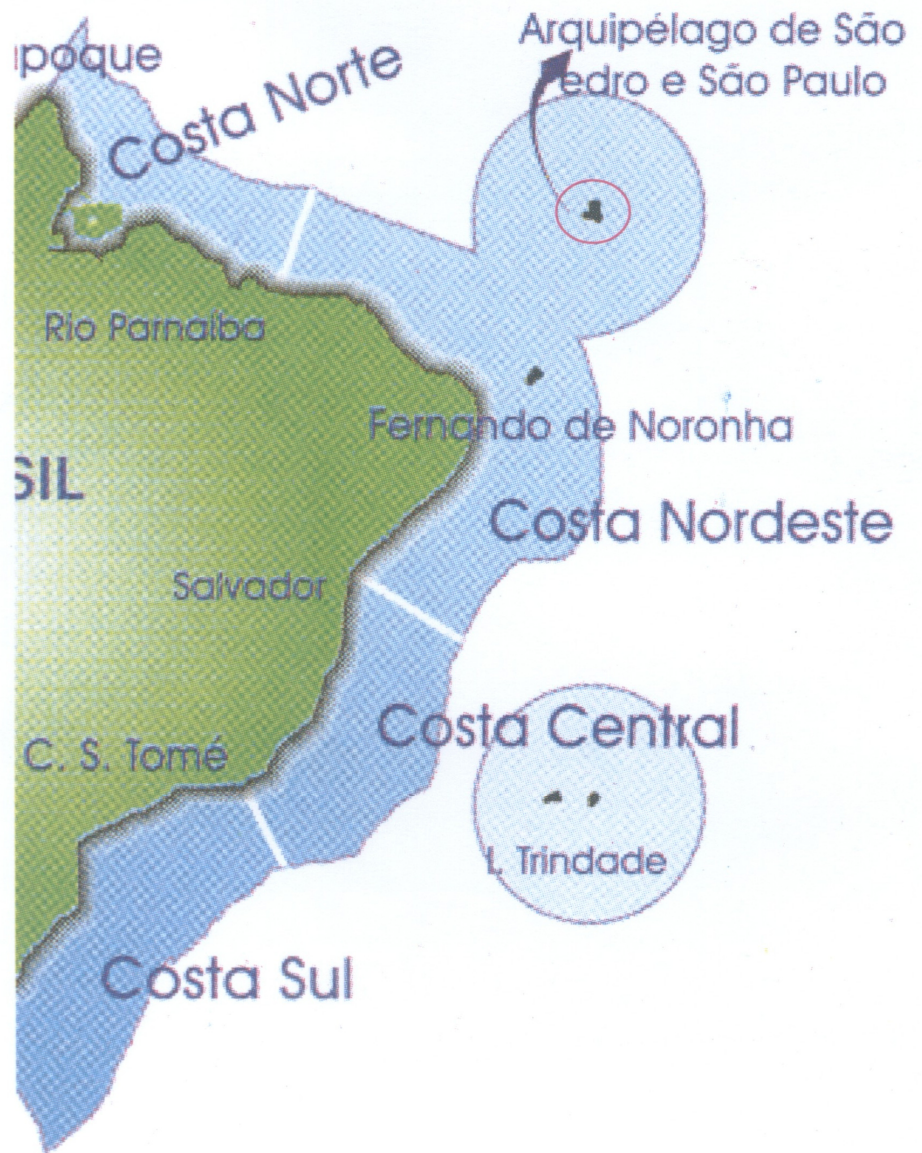 Arquipélago de São
Pedro e São Paulo
poque
Costa Norte
Rio Parnaíba
Fernando de Noronha
SIL
Costa Nordeste
Salvador
Costa Central
C. S. Tomé
I. Trindade
Costa Sul